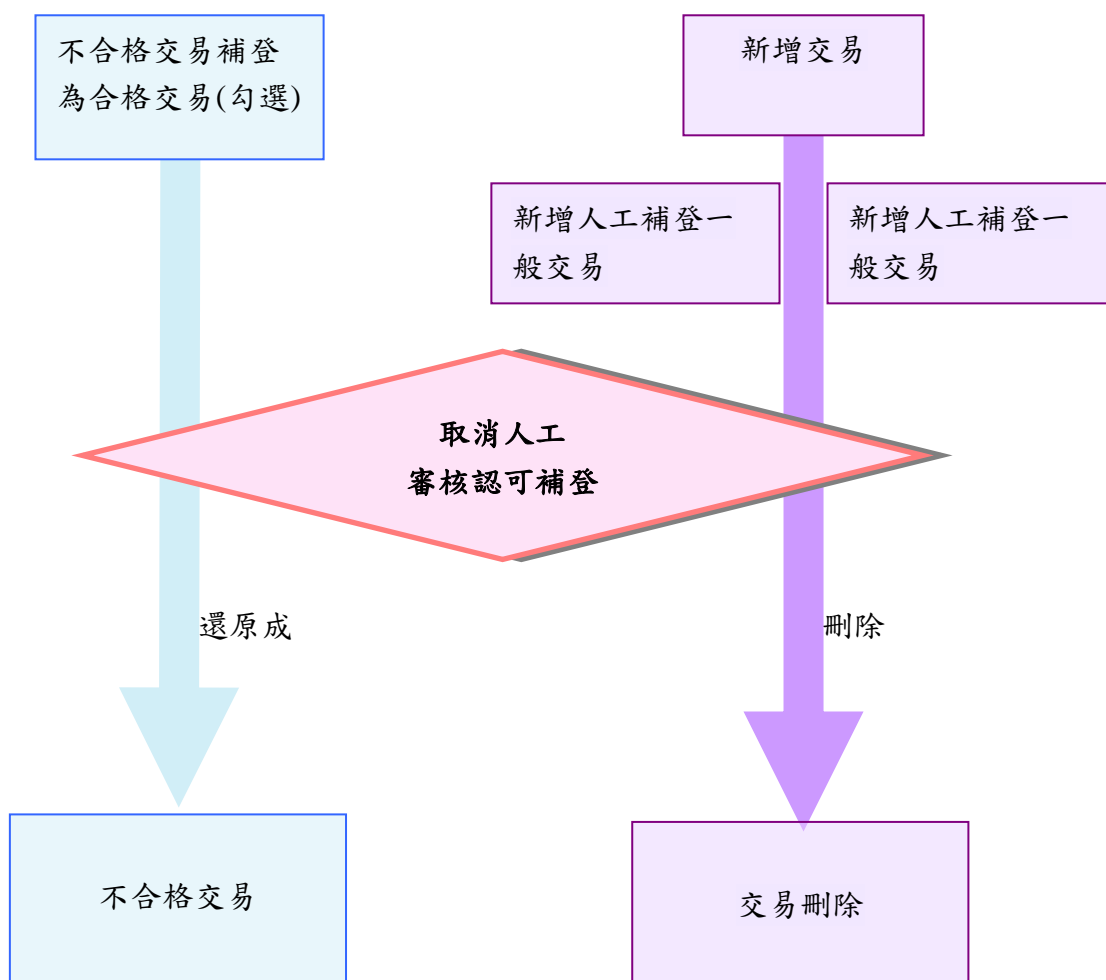 不合格交易補登
為合格交易(勾選)
新增交易
新增人工補登一
般交易
新增人工補登一
般交易
取消人工
審核認可補登
還原成
刪除
不合格交易
交易刪除